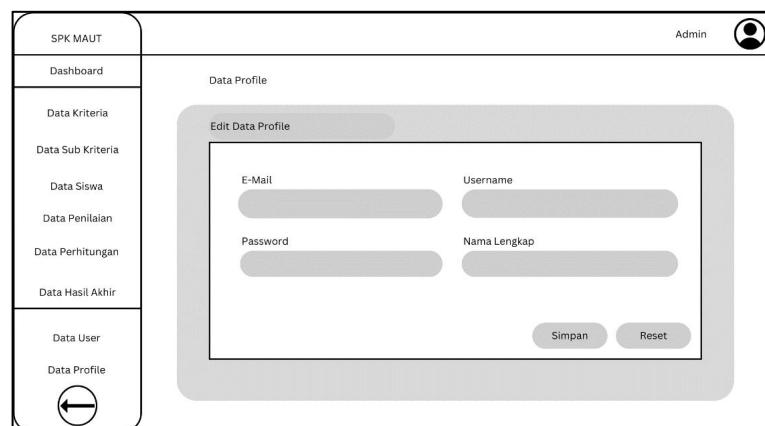 SPK MAUT
Admin
Dashboard
Data Kriteria
Data Sub Kriteria
Data Siswa
Data Penilaian
Data Perhitungan
Data Hasil Akhir
Data User
Data Profile
Data Profile
Edit Data Profile
E-Mail
Username
Password
Nama Lengkap
Simpan
Reset